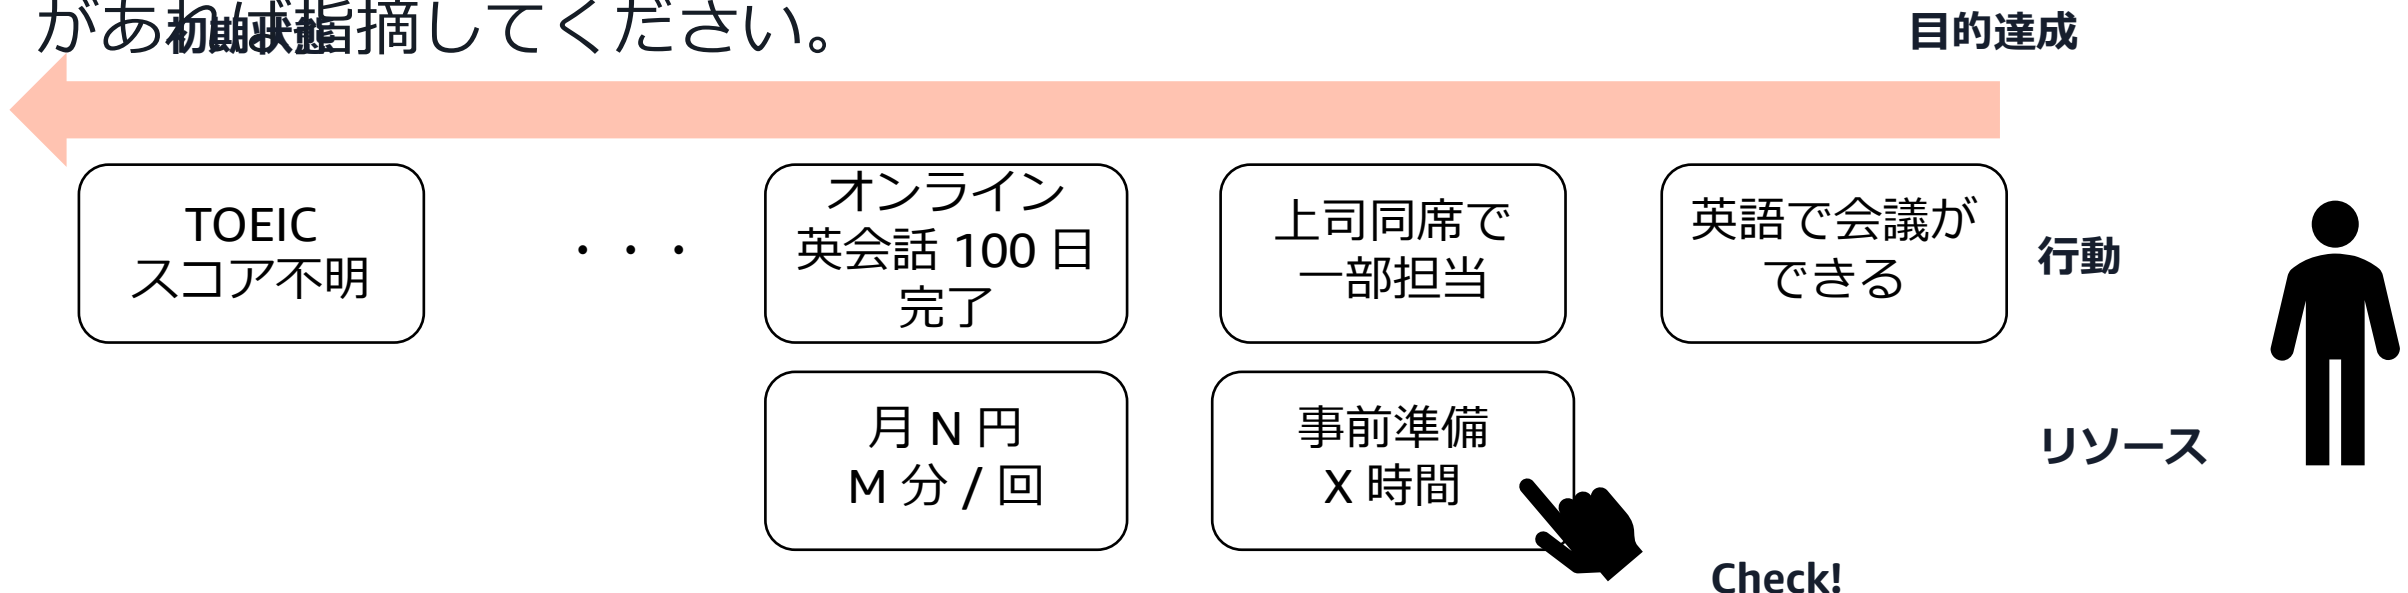 があれば指摘してください。
初期状態
目的達成
TOEIC
スコア不明
・・・
オンライン
英会話 100 日
完了
上司同席で
一部担当
英語で会議が
できる
行動
月 N 円
M 分 / 回
事前準備
X 時間
リソース
Check!